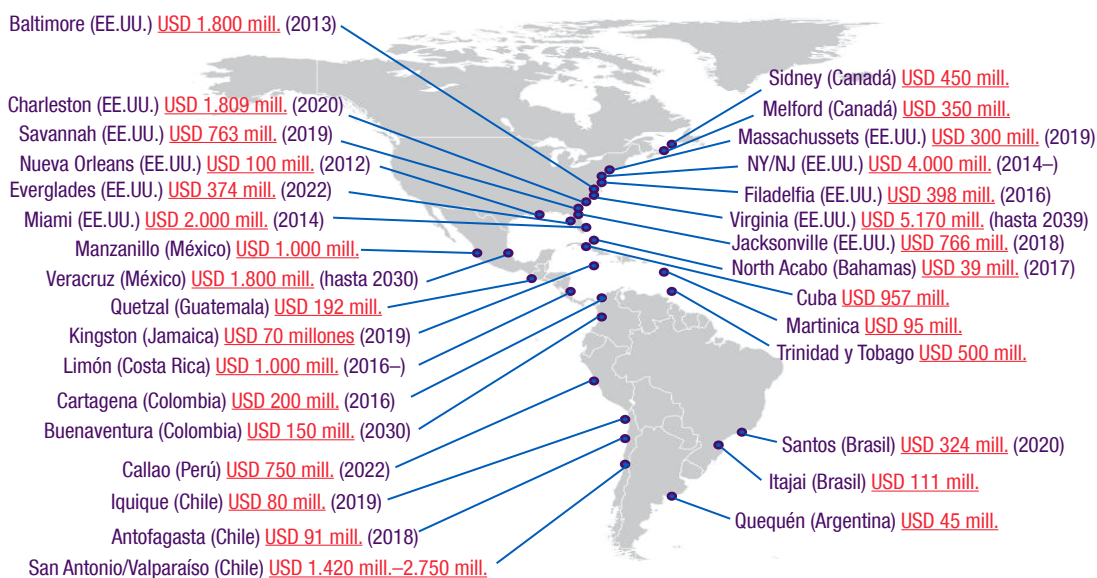 Baltimore (EE.UU.) USD 1.800 mill. (2013)
Charleston (EE.UU.) USD 1.809 mill. (2020)
Savannah (EE.UU.) USD 763 mill. (2019)
Nueva Orleans (EE.UU.) USD 100 mill. (2012)
Everglades (EE.UU.) USD 374 mill. (2022)
Miami (EE.UU.) USD 2.000 mill. (2014)
Manzanillo (México) USD 1.000 mill.
Veracruz (México) USD 1.800 mill. (hasta 2030)
Quetzal (Guatemala) USD 192 mill.
Kingston (Jamaica) USD 70 millones (2019)
Limón (Costa Rica) USD 1.000 mill. (2016–)
Cartagena (Colombia) USD 200 mill. (2016)
Buenaventura (Colombia) USD 150 mill. (2030)
Callao (Perú) USD 750 mill. (2022)
Iquique (Chile) USD 80 mill. (2019)
Antofagasta (Chile) USD 91 mill. (2018)
San Antonio/Valparaíso (Chile) USD 1.420 mill.–2.750 mill.
Sidney (Canadá) USD 450 mill.
Melford (Canadá) USD 350 mill.
Massachussets (EE.UU.) USD 300 mill. (2019)
NY/NJ (EE.UU.) USD 4.000 mill. (2014–)
Filadelfia (EE.UU.) USD 398 mill. (2016)
Virginia (EE.UU.) USD 5.170 mill. (hasta 2039)
Jacksonville (EE.UU.) USD 766 mill. (2018)
North Acabo (Bahamas) USD 39 mill. (2017)
Cuba USD 957 mill.
Martinica USD 95 mill.
Trinidad y Tobago USD 500 mill.
Santos (Brasil) USD 324 mill. (2020)
Itajai (Brasil) USD 111 mill.
Quequén (Argentina) USD 45 mill.